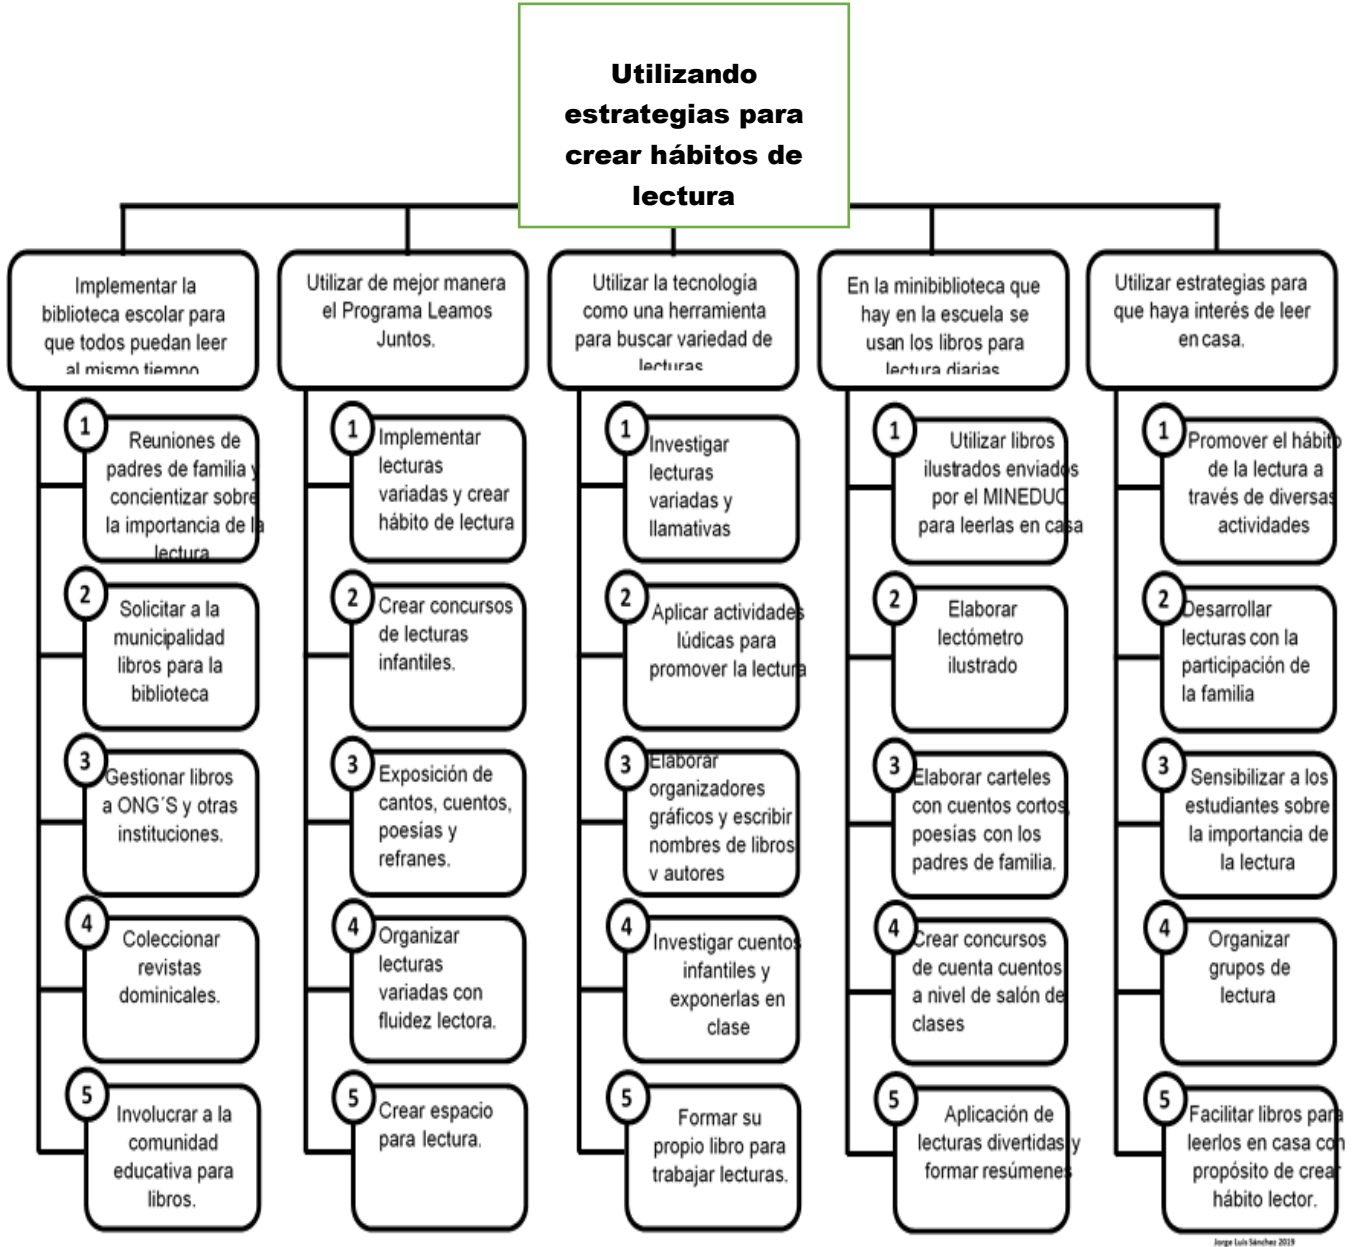 Utilizando
estrategias para
crear hábitos de
lectura
Implementar la
biblioteca escolar para
que todos puedan leer
al mismo tiempo
1
Reuniones de
padres de familia y
concientizar sobre
la importancia de la
lectura
2
Solicitar a la
municipalidad
libros para la
biblioteca
3
Gestionar libros
a ONG´S y otras
instituciones.
4
Coleccionar
revistas
dominicales.
5
Involucrar a la
comunidad
educativa para
libros.
Utilizar de mejor manera
el Programa Leamos
Juntos.
1
Implementar
lecturas
variadas y crear
hábito de lectura
2
Crear concursos
de lecturas
infantiles.
3
Exposición de
cantos, cuentos,
poesías y
refranes.
4
Organizar
lecturas
variadas con
fluidez lectora.
5
Crear espacio
para lectura.
Utilizar la tecnología
como una herramienta
para buscar variedad de
lecturas
1
Investigar
lecturas
variadas y
llamativas
2
Aplicar actividades
lúdicas para
promover la lectura
3
Elaborar
organizadores
gráficos y escribir
nombres de libros
y autores
4
Investigar cuentos
infantiles y
exponerlas en
clase
5
Formar su
propio libro para
trabajar lecturas.
En la minibiblioteca que
hay en la escuela se
usan los libros para
lectura diarias
1
Utilizar libros
ilustrados enviados
por el MINEDUC
para leerlas en casa
2
Elaborar
lectómetro
ilustrado
3
Elaborar carteles
con cuentos cortos,
poesías con los
padres de familia.
4
Crear concursos
de cuenta cuentos
a nivel de salón de
clases
5
Aplicación de
lecturas divertidas y
formar resúmenes
Utilizar estrategias para
que haya interés de leer
en casa.
1
Promover el hábito
de la lectura a
través de diversas
actividades
2
Desarrollar
lecturas con la
participación de
la familia
3
Sensibilizar a los
estudiantes sobre
la importancia de
la lectura
4
Organizar
grupos de
lectura
5
Facilitar libros para
leerlos en casa con
propósito de crear
hábito lector.
Jorge Luis Sánchez 2019